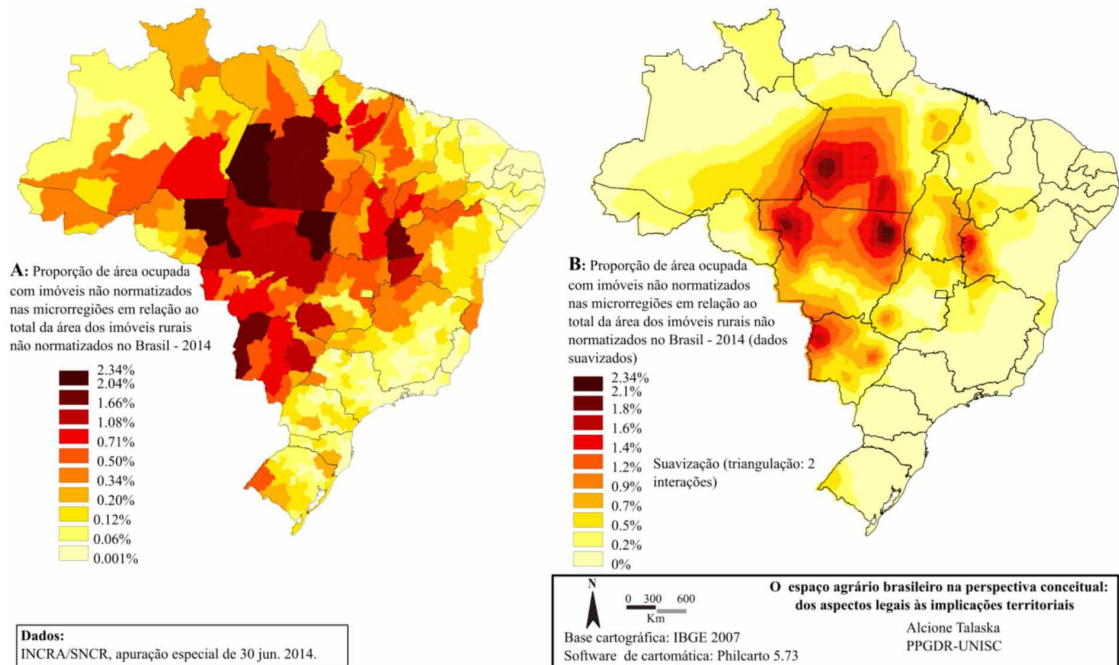 A: Proporção de área ocupada
com imóveis não normatizados
nas microrregiões em relação ao
total da área dos imóveis rurais
não normatizados no Brasil - 2014
2.34%
2.04%
1.66%
1.08%
0.71%
0.50%
0.34%
0.20%
0.12%
0.06%
0.001%
Dados:
INCRA/SNCR, apuração especial de 30 jun. 2014.
B: Proporção de área ocupada
com imóveis não normatizados
nas microrregiões em relação ao
total da área dos imóveis rurais não
normatizados no Brasil - 2014 (dados
suavizados)
2.34%
2.1%
1.8%
1.6%
1.4%
1.2%
0.9%
0.7%
0.5%
0.2%
0%
Suavização (triangulação: 2
interações)
N
0 300 600
Km
Base cartográfica: IBGE 2007
Software de cartomática: Philcarto 5.73
O espaço agrário brasileiro na perspectiva conceitual:
dos aspectos legais às implicações territoriais
Alcione Talaska
PPGDR-UNISC